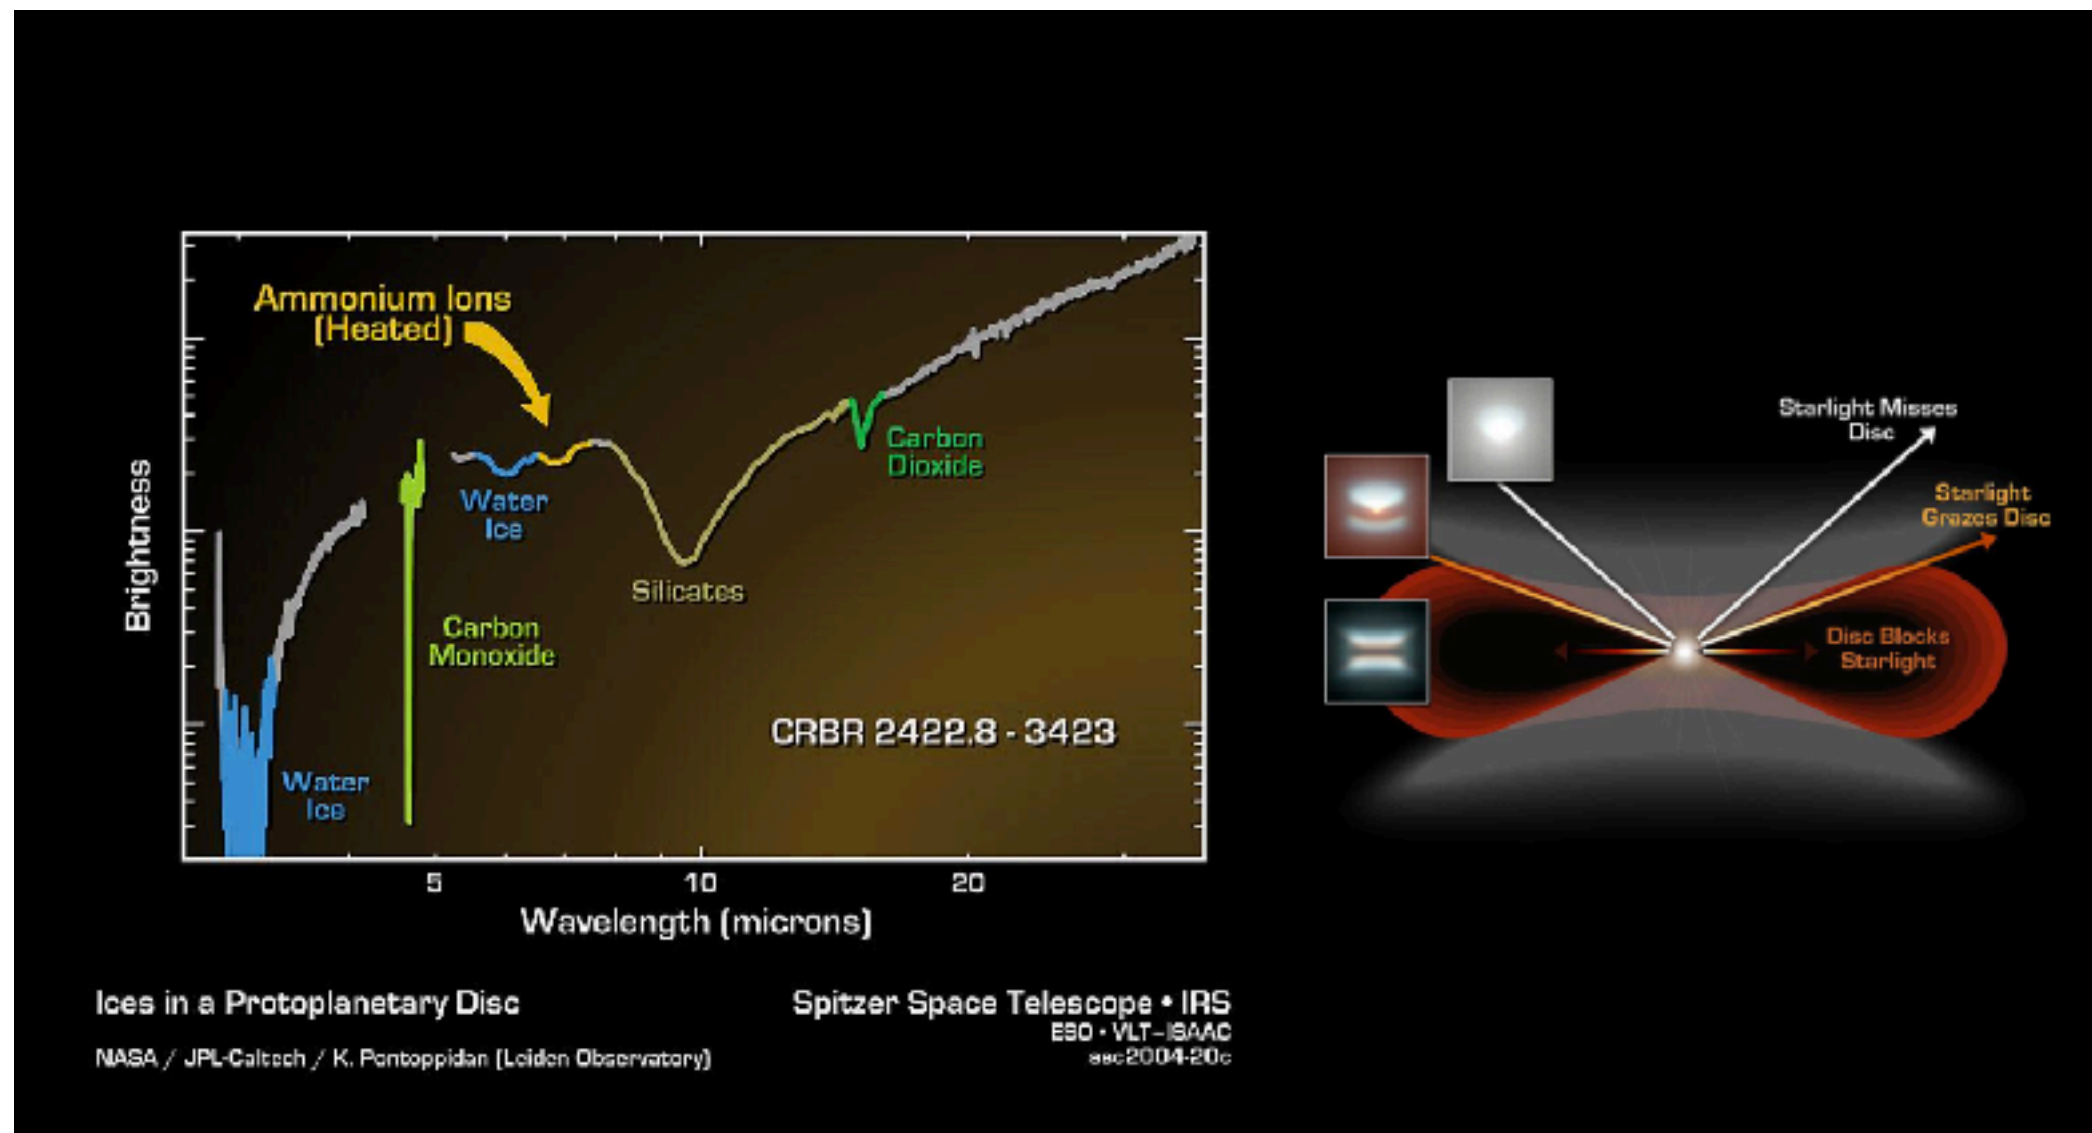 Ammonium Ions
(Heated)
Water
Ice
Silicates
Carbon
Dioxide
Carbon
Monoxide
CRBR 2422.8 - 3423
Water
Ice
Brightness
5
10
20
Wavelength (microns)
Starlight Misses
Disc
Starlight
Grazes Disc
Disc Blocks
Starlight
Ices in a Protoplanetary Disc
NASA / JPL-Caltech / K. Pontoppidan (Leiden Observatory)
Spitzer Space Telescope • IRS
ESO • VLT-ISAAC
ssc2004-20c